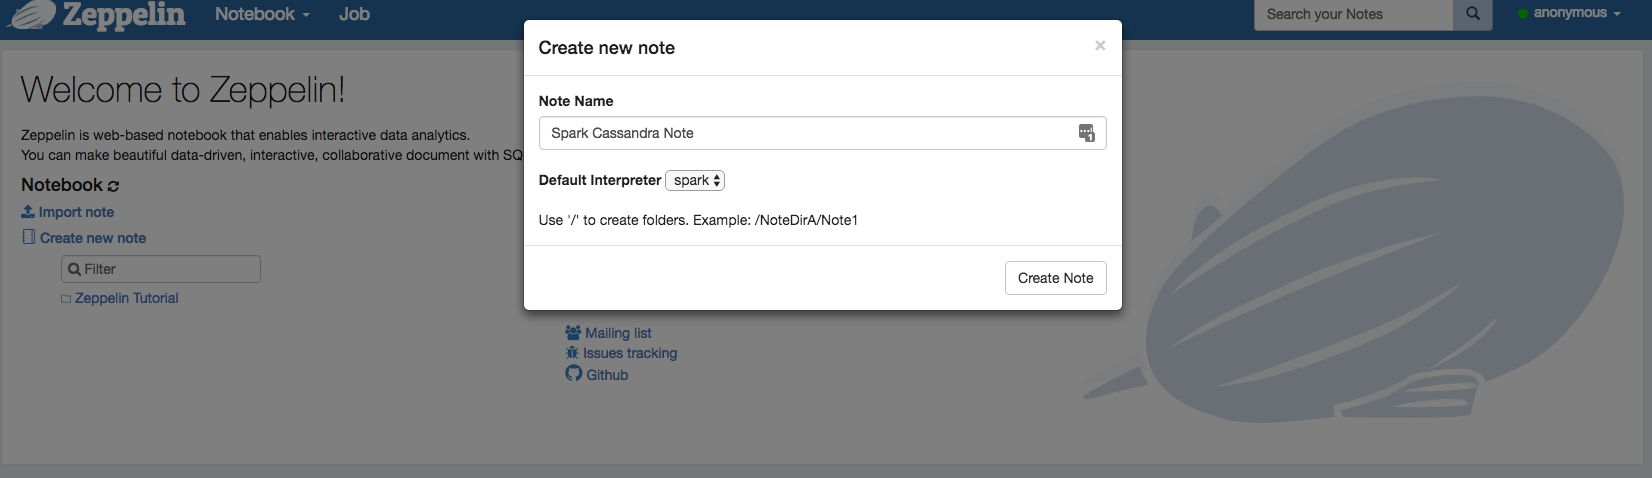 Zeppelin
Notebook
Job
Search your Notes
anonymous
Create new note
×
Note Name
Spark Cassandra Note
1
Default Interpreter spark
Use '/' to create folders. Example: /NoteDirA/Note1
Create Note
Welcome to Zeppelin!
Zeppelin is web-based notebook that enables interactive data analytics.
You can make beautiful data-driven, interactive, collaborative document with SQ
Notebook
Import note
Create new note
Filter
Zeppelin Tutorial
Mailing list
Issues tracking
Github